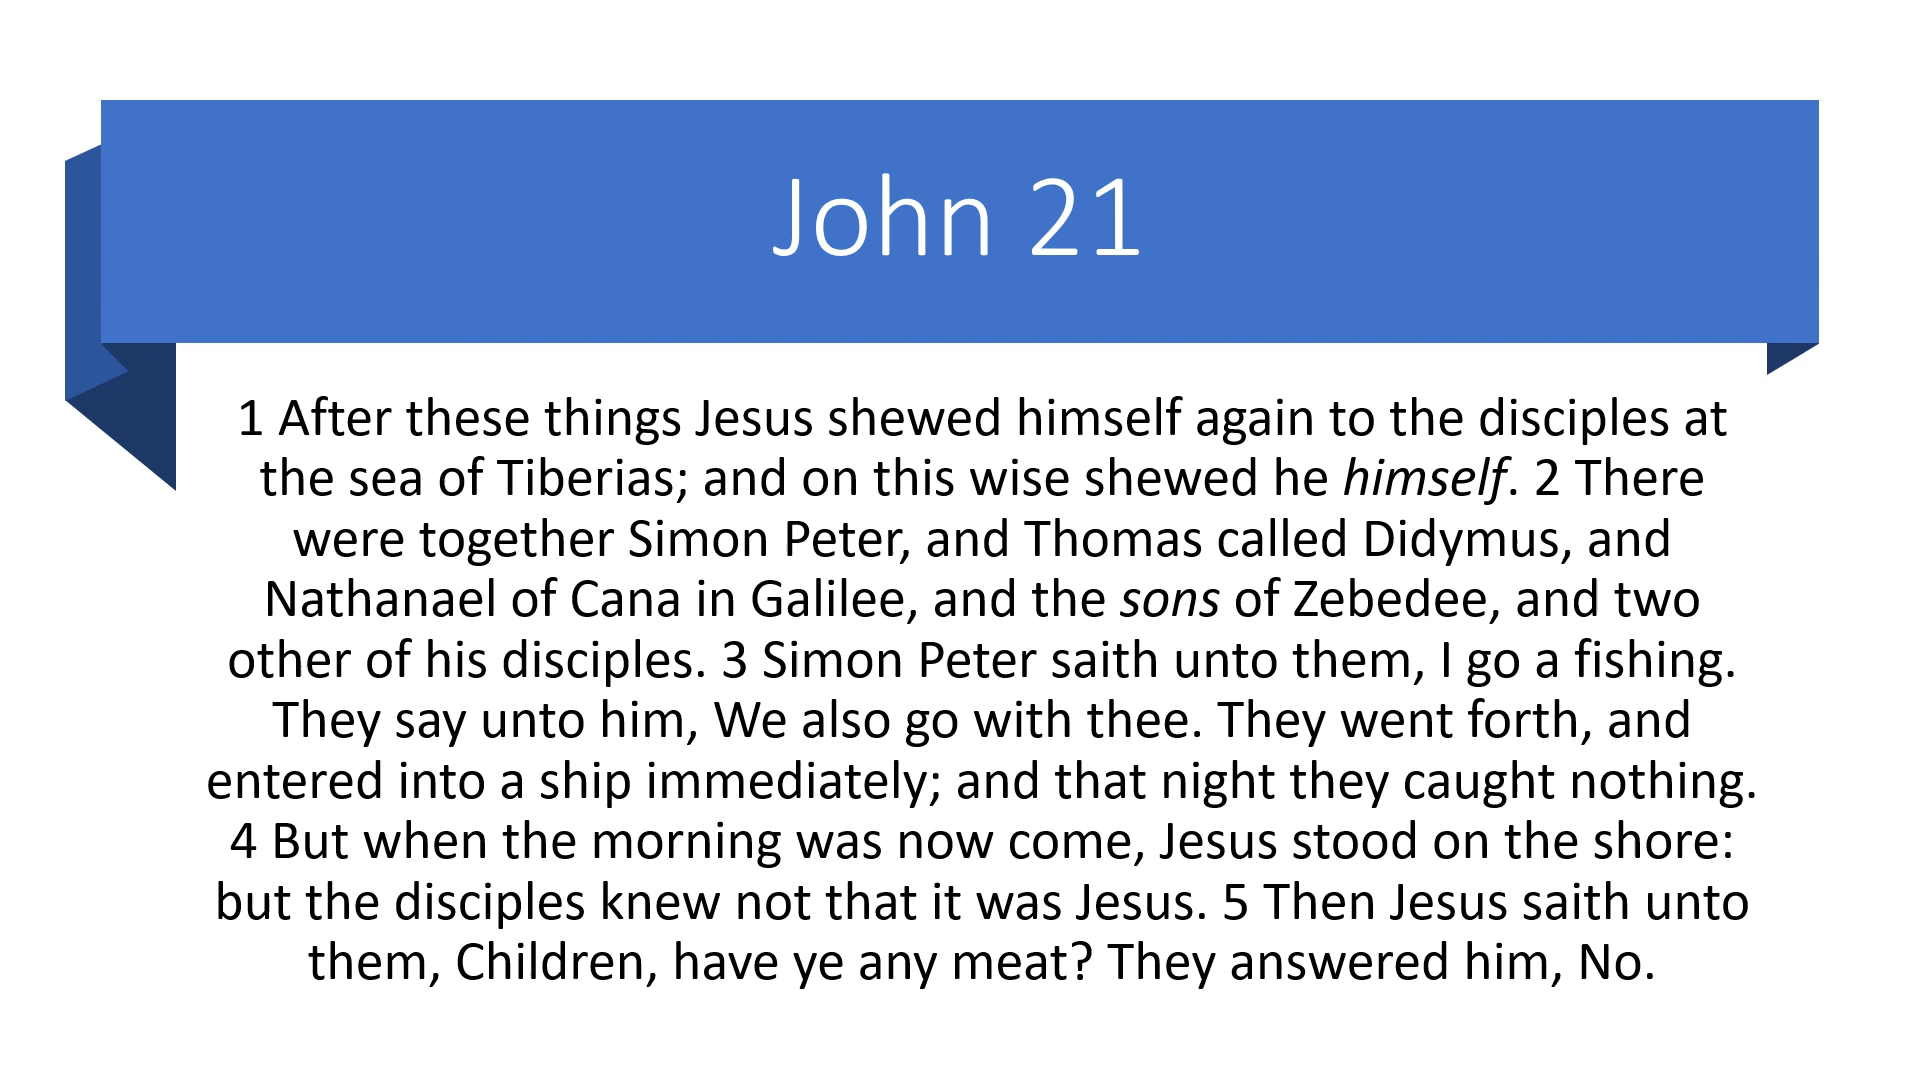 John 21
1 After these things Jesus shewed himself again to the disciples at
the sea of Tiberias; and on this wise shewed he himself. 2 There
were together Simon Peter, and Thomas called Didymus, and
Nathanael of Cana in Galilee, and the sons of Zebedee, and two
other of his disciples. 3 Simon Peter saith unto them, I go a fishing.
They say unto him, We also go with thee. They went forth, and
entered into a ship immediately; and that night they caught nothing.
4 But when the morning was now come, Jesus stood on the shore:
but the disciples knew not that it was Jesus. 5 Then Jesus saith unto
them, Children, have ye any meat? They answered him, No.